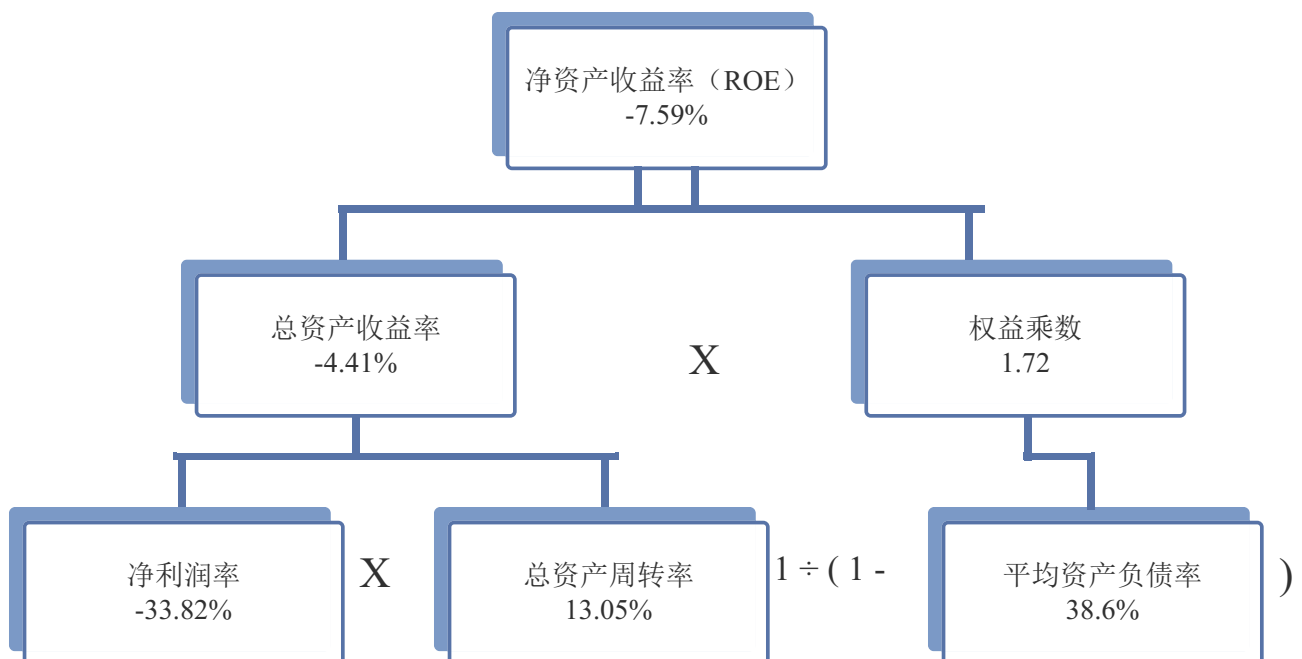 净资产收益率（ROE）
-7.59%
总资产收益率
-4.41%
X
权益乘数
1.72
净利润率
-33.82%
X
总资产周转率
13.05%
1 ÷ ( 1 -
平均资产负债率
38.6%
)